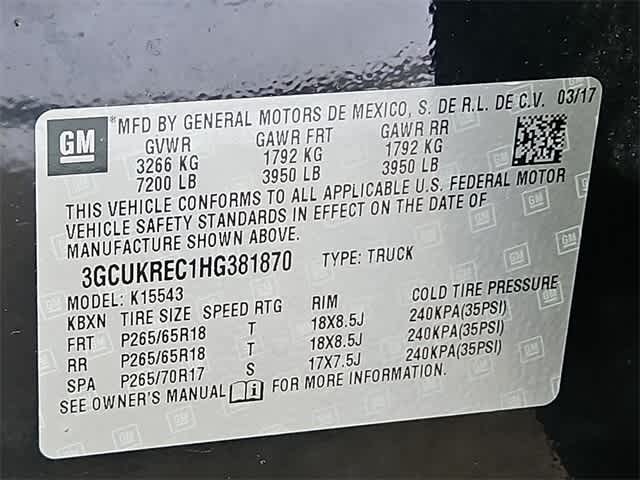 GM ®MFD BY GENERAL MOTORS DE MEXICO, S. DE R.L. DE C.V. 03/17
GVWR GAWR FRT GAWR RR
3266 KG 1792 KG 1792 KG
7200 LB 3950 LB 3950 LB
THIS VEHICLE CONFORMS TO ALL APPLICABLE U.S. FEDERAL MOTOR
VEHICLE SAFETY STANDARDS IN EFFECT ON THE DATE OF
MANUFACTURE SHOWN ABOVE.
3GCUKREC1HG381870 TYPE: TRUCK
MODEL: K15543
KBXN TIRE SIZE SPEED RTG RIM COLD TIRE PRESSURE
FRT P265/65R18 T 18X8.5J 240KPA(35PSI)
RR P265/65R18 T 18X8.5J 240KPA(35PSI)
SPA P265/70R17 S 17X7.5J 240KPA(35PSI)
SEE OWNER'S MANUAL FOR MORE INFORMATION.